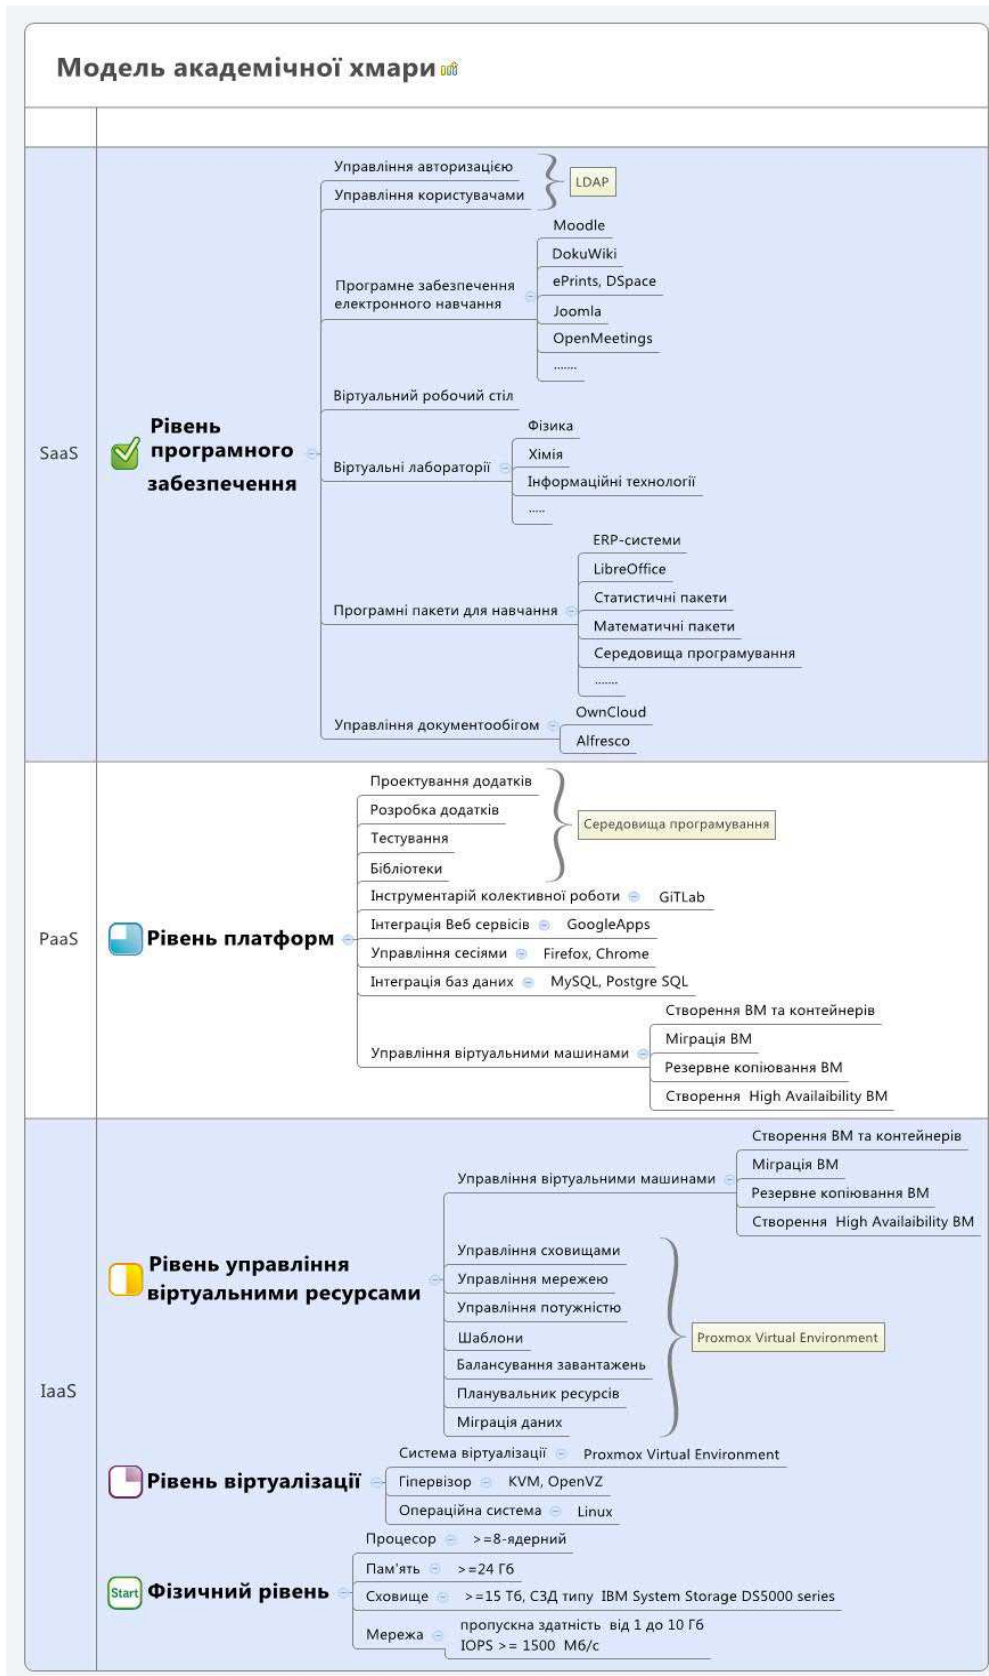 Модель академічної хмари
SaaS
Рівень
програмного
забезпечення
Управління авторизацією
Управління користувачами
LDAP
Програмне забезпечення
електронного навчання
Moodle
DokuWiki
ePrints, DSpace
Joomla
OpenMeetings
.......
Віртуальний робочий стіл
Віртуальні лабораторії
Фізика
Хімія
Інформаційні технології
.....
Програмні пакети для навчання
ERP-системи
LibreOffice
Статистичні пакети
Математичні пакети
Середовища програмування
.......
Управління документообігом
OwnCloud
Alfresco
PaaS
Рівень платформ
Проектування додатків
Розробка додатків
Тестування
Бібліотеки
Середовища програмування
Інструментарій колективної роботи GiTLab
Інтеграція Веб сервісів GoogleApps
Управління сесіями Firefox, Chrome
Інтеграція баз даних MySQL, Postgre SQL
Управління віртуальними машинами
Створення ВМ та контейнерів
Міграція ВМ
Резервне копіювання ВМ
Створення High Availaibility ВМ
IaaS
Рівень управління
віртуальними ресурсами
Управління віртуальними машинами
Створення ВМ та контейнерів
Міграція ВМ
Резервне копіювання ВМ
Створення High Availaibility ВМ
Управління сховищами
Управління мережею
Управління потужністю
Шаблони
Балансування завантажень
Планувальник ресурсів
Міграція даних
Proxmox Virtual Environment
Рівень віртуалізації
Система віртуалізації Proxmox Virtual Environment
Гіпервізор KVM, OpenVZ
Операційна система Linux
Start Фізичний рівень
Процесор >=8-ядерний
Пам'ять >=24 Гб
Сховище >=15 Тб, СЗД типу IBM System Storage DS5000 series
Мережа
пропускна здатність від 1 до 10 Гб
IOPS >= 1500 Мб/с